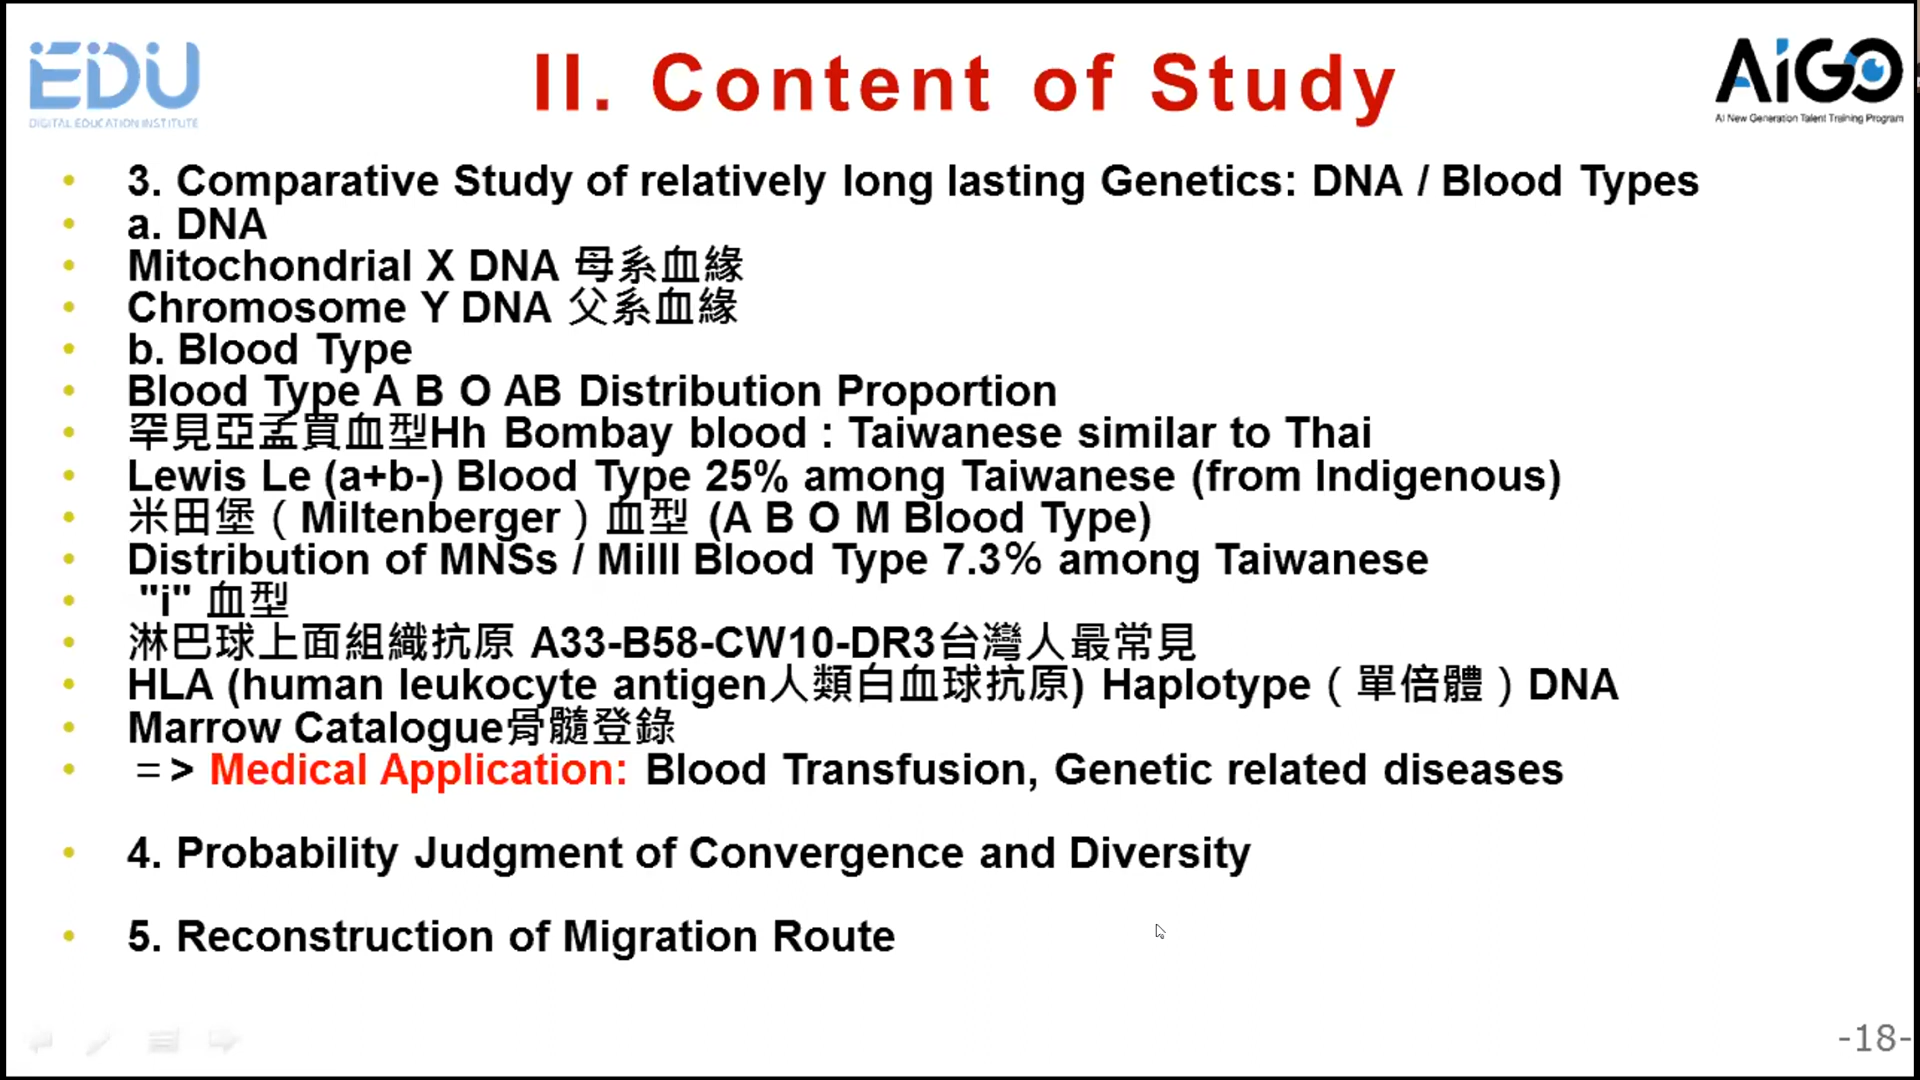 iEDU
DIGITAL EDUCATION INSTITUTE
II. Content of Study
AiGO
AI New Generation Talent Training Program
3. Comparative Study of relatively long lasting Genetics: DNA / Blood Types
a. DNA
Mitochondrial X DNA 母系血緣
Chromosome Y DNA 父系血緣
b. Blood Type
Blood Type A B O AB Distribution Proportion
罕見亞孟買血型Hh Bombay blood : Taiwanese similar to Thai
Lewis Le (a+b-) Blood Type 25% among Taiwanese (from Indigenous)
米田堡（Miltenberger）血型 (A B O M Blood Type)
Distribution of MNSs / MiIII Blood Type 7.3% among Taiwanese
"i" 血型
淋巴球上面組織抗原 A33-B58-CW10-DR3台灣人最常見
HLA (human leukocyte antigen人類白血球抗原) Haplotype（單倍體）DNA
Marrow Catalogue骨髓登錄
=> Medical Application: Blood Transfusion, Genetic related diseases
4. Probability Judgment of Convergence and Diversity
5. Reconstruction of Migration Route
-18-